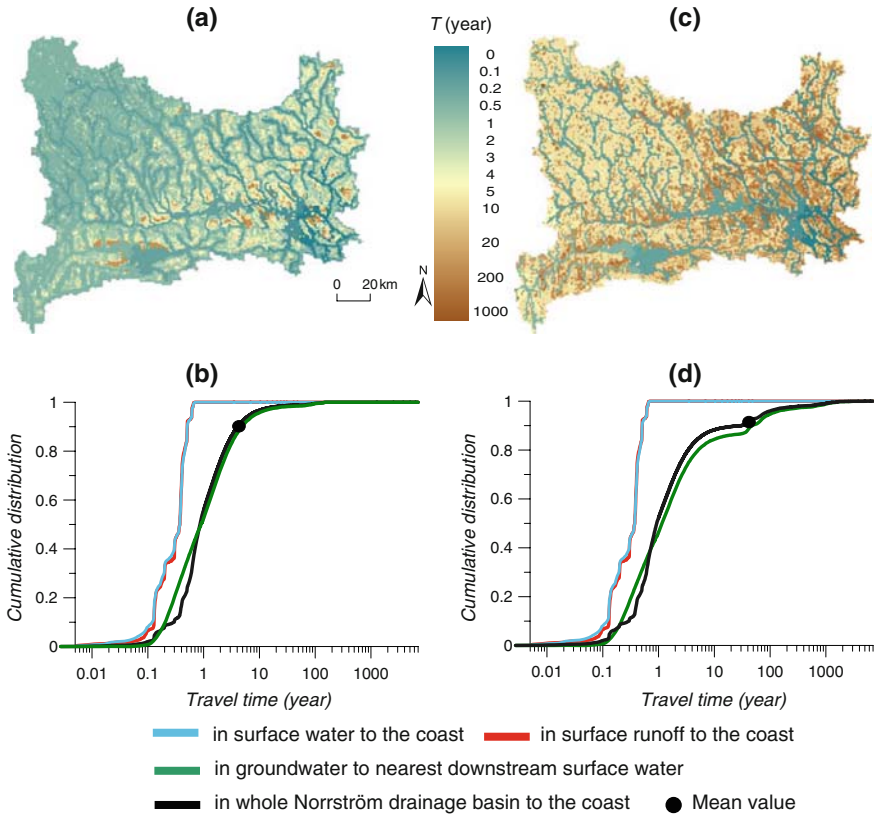 (a)
T (year)
(c)
0
0.1
0.2
0.5
1
2
3
4
5
10
20
200
1000
0 20 km
N
(b)
(d)
Cumulative distribution
1
0.8
0.6
0.4
0.2
0
0.01 0.1 1 10 100 1000
Travel time (year)
Cumulative distribution
1
0.8
0.6
0.4
0.2
0
0.01 0.1 1 10 100 1000
Travel time (year)
in surface water to the coast
in surface runoff to the coast
in groundwater to nearest downstream surface water
in whole Norrström drainage basin to the coast
Mean value